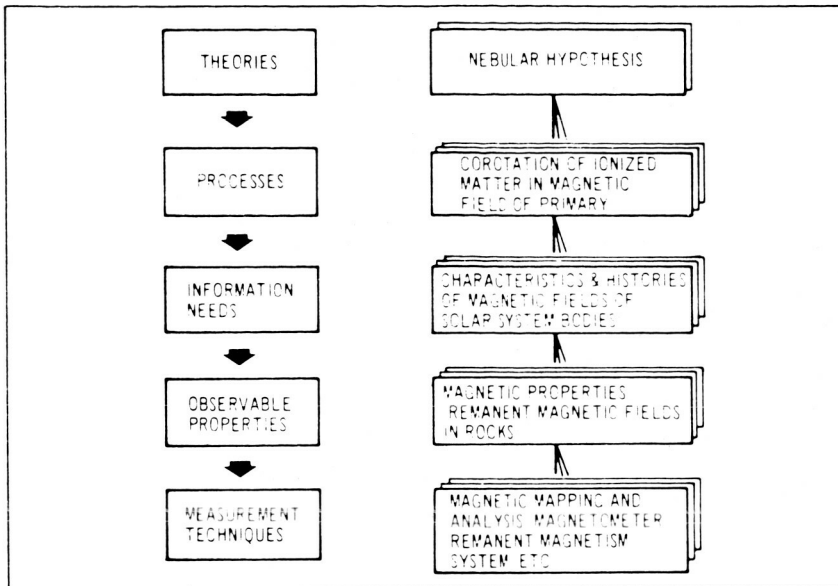 THEORIES
NEBULAR HYPOTHESIS
PROCESSES
COROTATION OF IONIZED
MATTER IN MAGNETIC
FIELD OF PRIMARY
INFORMATION
NEEDS
CHARACTERISTICS & HISTORIES
OF MAGNETIC FIELDS OF
SOLAR SYSTEM BODIES
OBSERVABLE
PROPERTIES
MAGNETIC PROPERTIES
REMANENT MAGNETIC FIELDS
IN ROCKS
MEASUREMENT
TECHNIQUES
MAGNETIC MAPPING AND
ANALYSIS MAGNETOMETER
REMANENT MAGNETISM
SYSTEM ETC